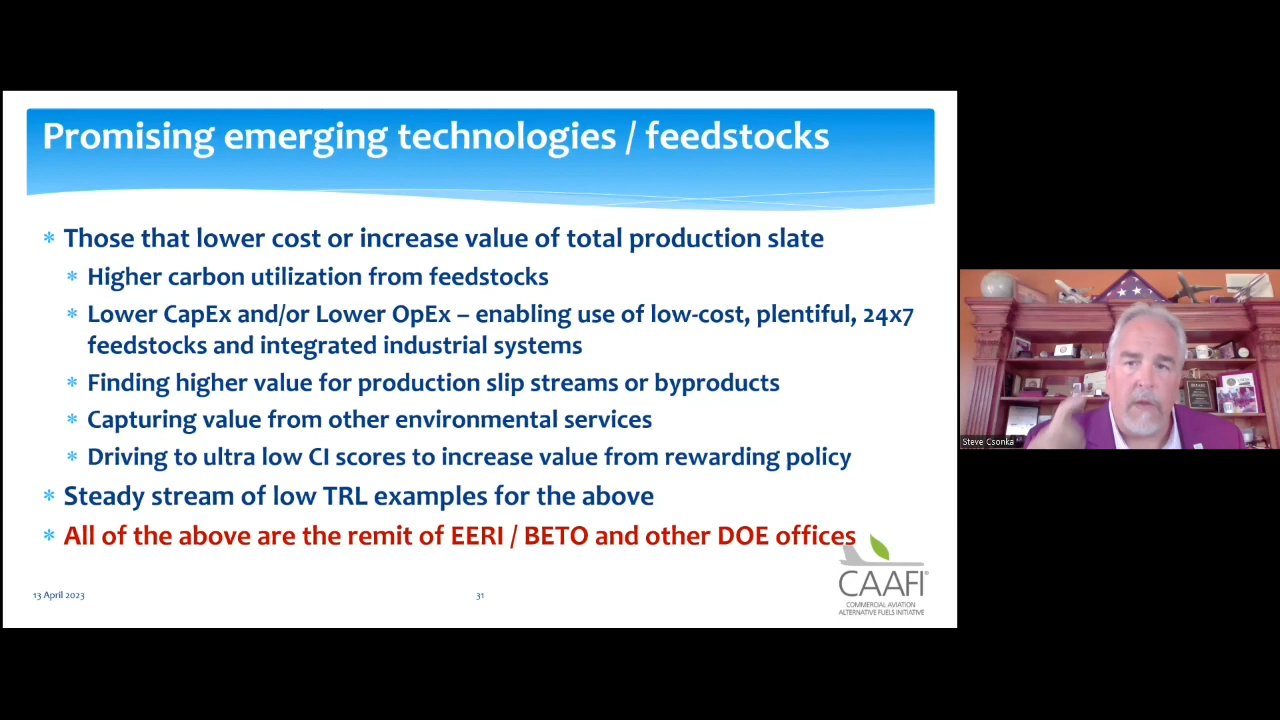 Promising emerging technologies / feedstocks
* Those that lower cost or increase value of total production slate
* Higher carbon utilization from feedstocks
* Lower CapEx and/or Lower OpEx – enabling use of low-cost, plentiful, 24x7
feedstocks and integrated industrial systems
* Finding higher value for production slip streams or byproducts
* Capturing value from other environmental services
* Driving to ultra low CI scores to increase value from rewarding policy
* Steady stream of low TRL examples for the above
* All of the above are the remit of EERI / BETO and other DOE offices
13 April 2023
31
CAAFI®
COMMERCIAL AVIATION
ALTERNATIVE FUELS INITIATIVE
Steve Csonka